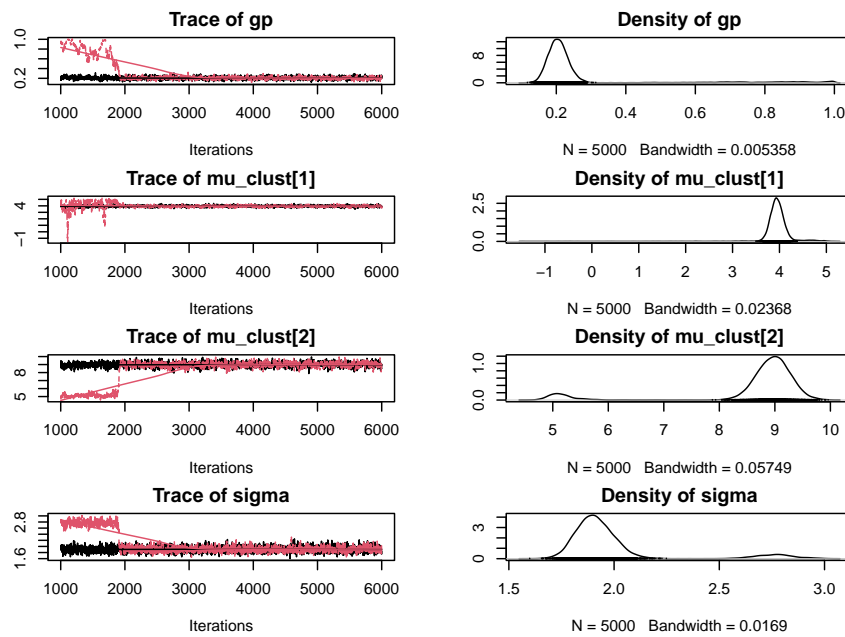 Trace of gp
1.0
0.2
1000 2000 3000 4000 5000 6000
Iterations
Density of gp
8
0
0.2 0.4 0.6 0.8 1.0
N = 5000 Bandwidth = 0.005358
Trace of mu_clust[1]
4
−1
1000 2000 3000 4000 5000 6000
Iterations
Density of mu_clust[1]
2.5
0.0
−1 0 1 2 3 4 5
N = 5000 Bandwidth = 0.02368
Trace of mu_clust[2]
8
5
1000 2000 3000 4000 5000 6000
Iterations
Density of mu_clust[2]
1.0
0.0
5 6 7 8 9 10
N = 5000 Bandwidth = 0.05749
Trace of sigma
2.8
1.6
1000 2000 3000 4000 5000 6000
Iterations
Density of sigma
3
0
1.5 2.0 2.5 3.0
N = 5000 Bandwidth = 0.0169